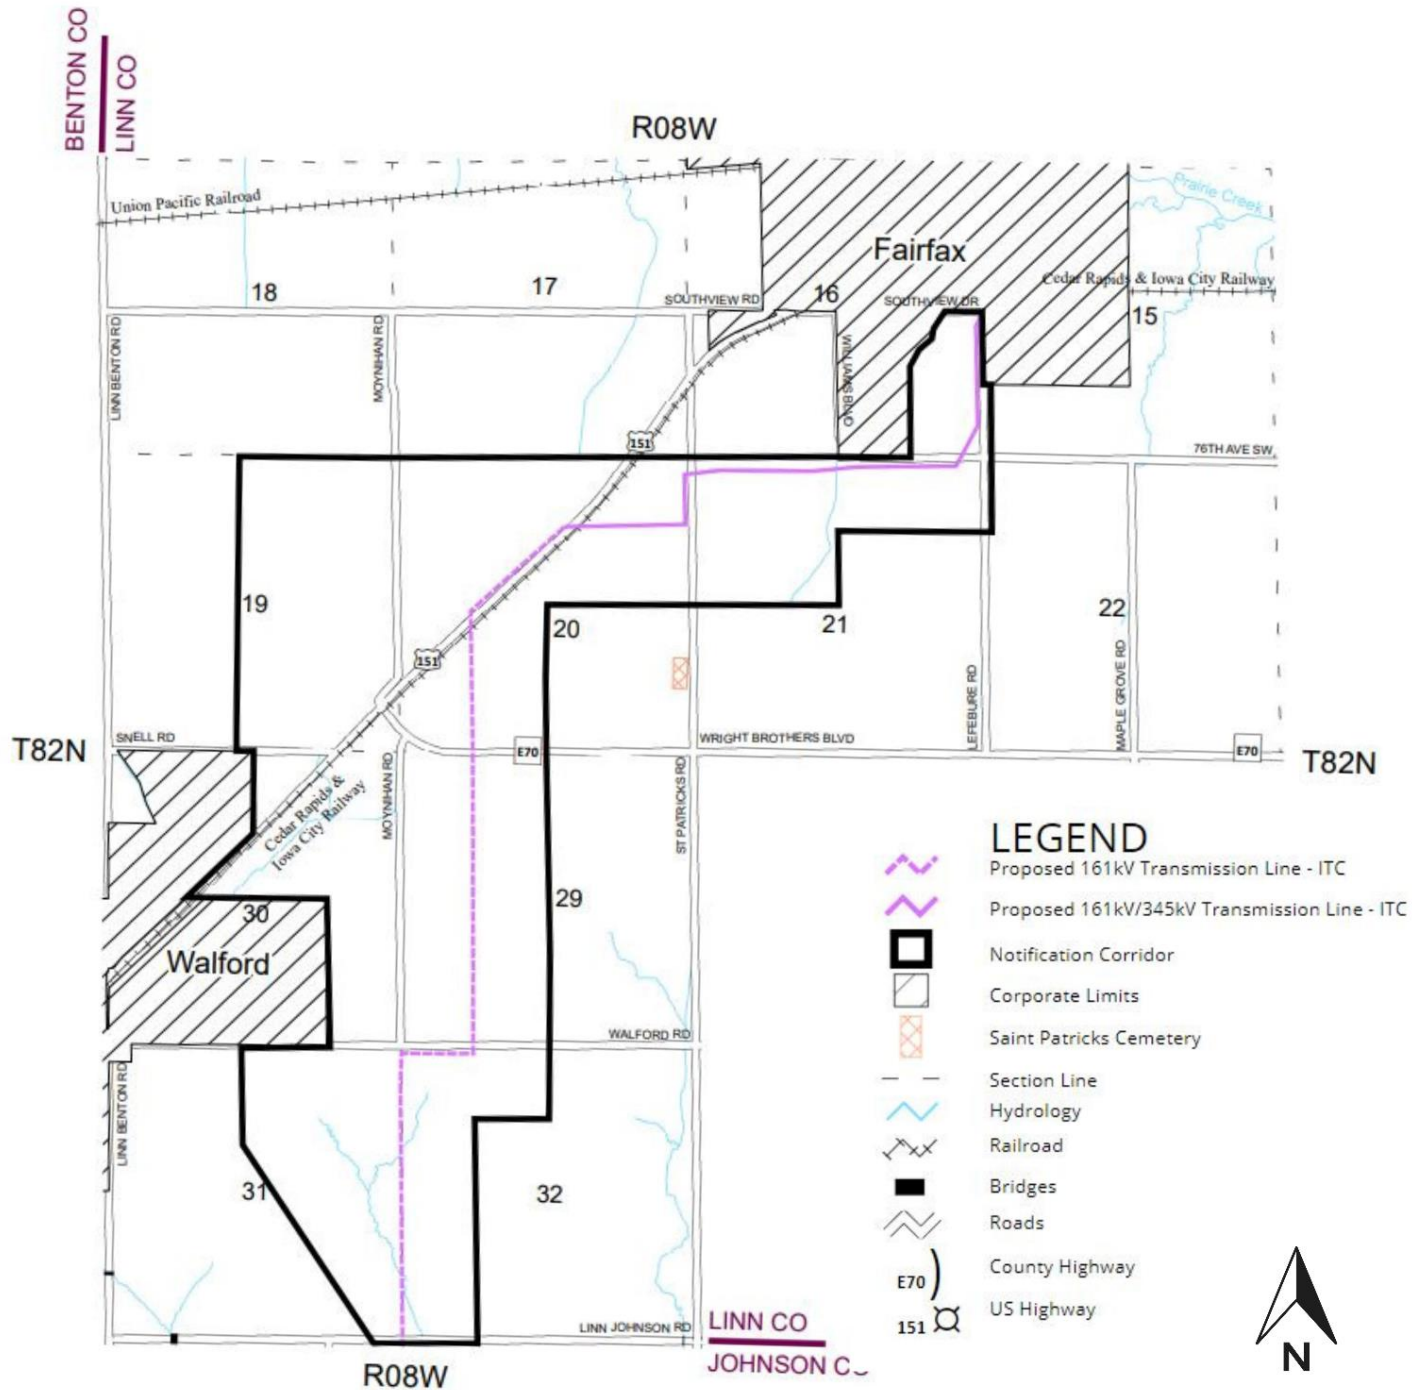 BENTON CO
LINN CO
R08W
Union Pacific Railroad
Prairie Creek
Fairfax
Cedar Rapids & Iowa City Railway
18
17
16
15
SOUTHVIEW RD
SOUTHVIEW DR
LINN BENTON RD
MOYNIHAN RD
WILLIAMS BLVD
151
76TH AVE SW
19
20
21
22
151
LEFEBURE RD
MAPLE GROVE RD
T82N
SNELL RD
E70
WRIGHT BROTHERS BLVD
E70
T82N
MOYNIHAN RD
ST PATRICKS RD
Cedar Rapids &
Iowa City Railway
29
30
Walford
WALFORD RD
LINN BENTON RD
31
32
LINN JOHNSON RD
R08W
LINN CO
JOHNSON C
LEGEND
Proposed 161kV Transmission Line - ITC
Proposed 161kV/345kV Transmission Line - ITC
Notification Corridor
Corporate Limits
Saint Patricks Cemetery
Section Line
Hydrology
Railroad
Bridges
Roads
E70 County Highway
151 US Highway
N